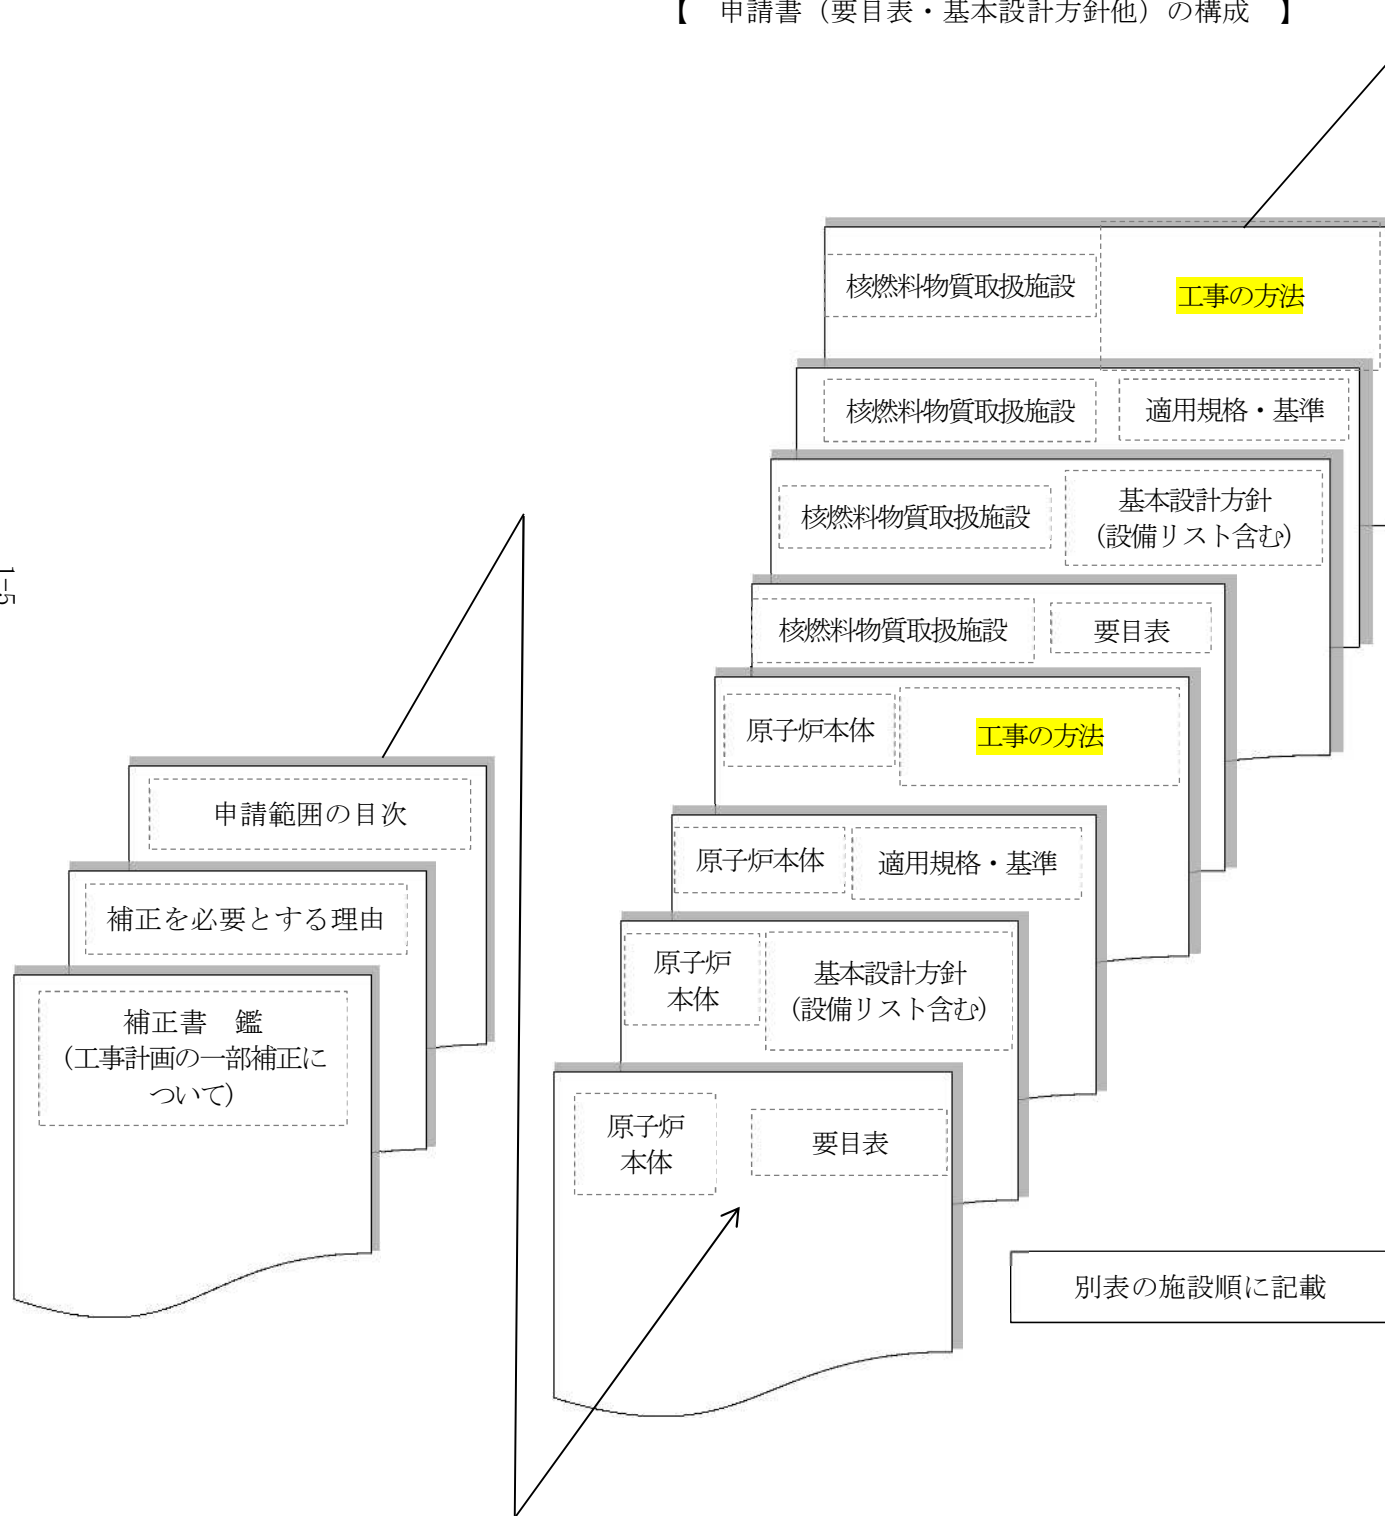 【　申請書（要目表・基本設計方針他）の構成　】
核燃料物質取扱施設
工事の方法
核燃料物質取扱施設
適用規格・基準
核燃料物質取扱施設
基本設計方針
（設備リスト含む）
核燃料物質取扱施設
要目表
原子炉本体
工事の方法
原子炉本体
適用規格・基準
原子炉
本体
基本設計方針
（設備リスト含む）
原子炉
本体
要目表
申請範囲の目次
補正を必要とする理由
補正書　鑑
（工事計画の一部補正に
ついて）
別表の施設順に記載
1-5